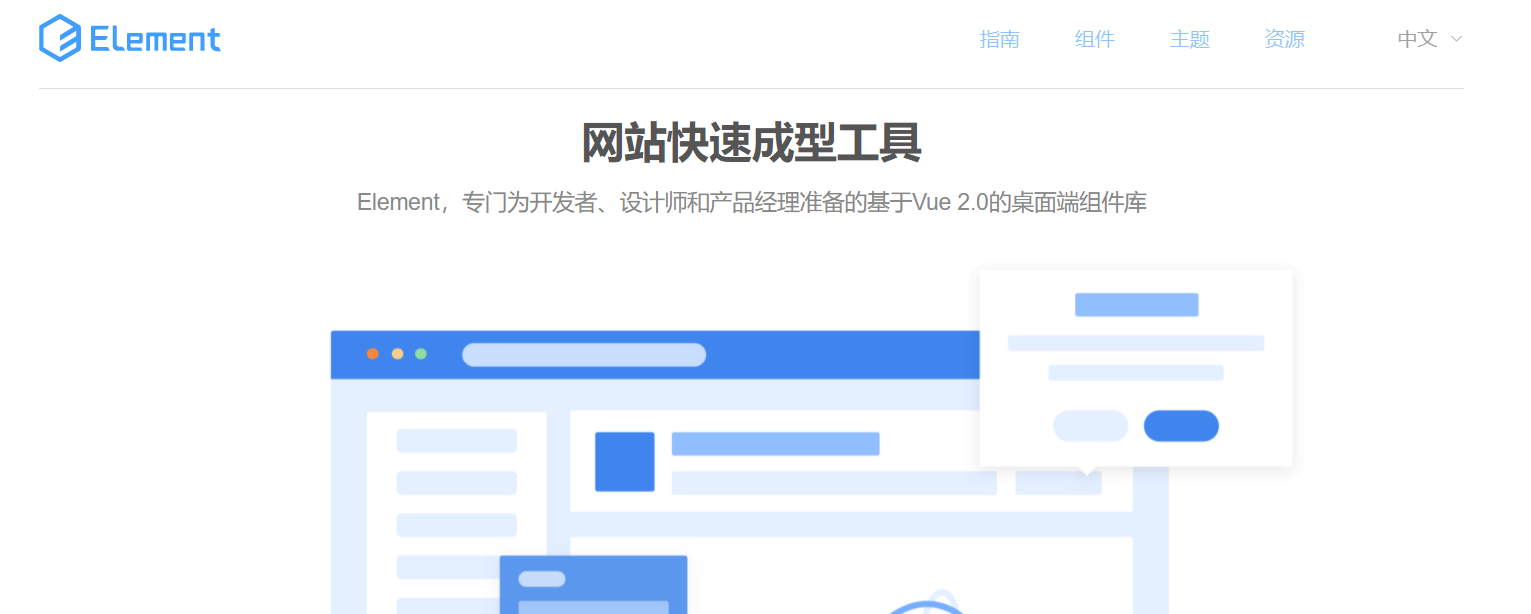 Element
指南 组件 主题 资源 中文
网站快速成型工具
Element，专门为开发者、设计师和产品经理准备的基于Vue 2.0的桌面端组件库